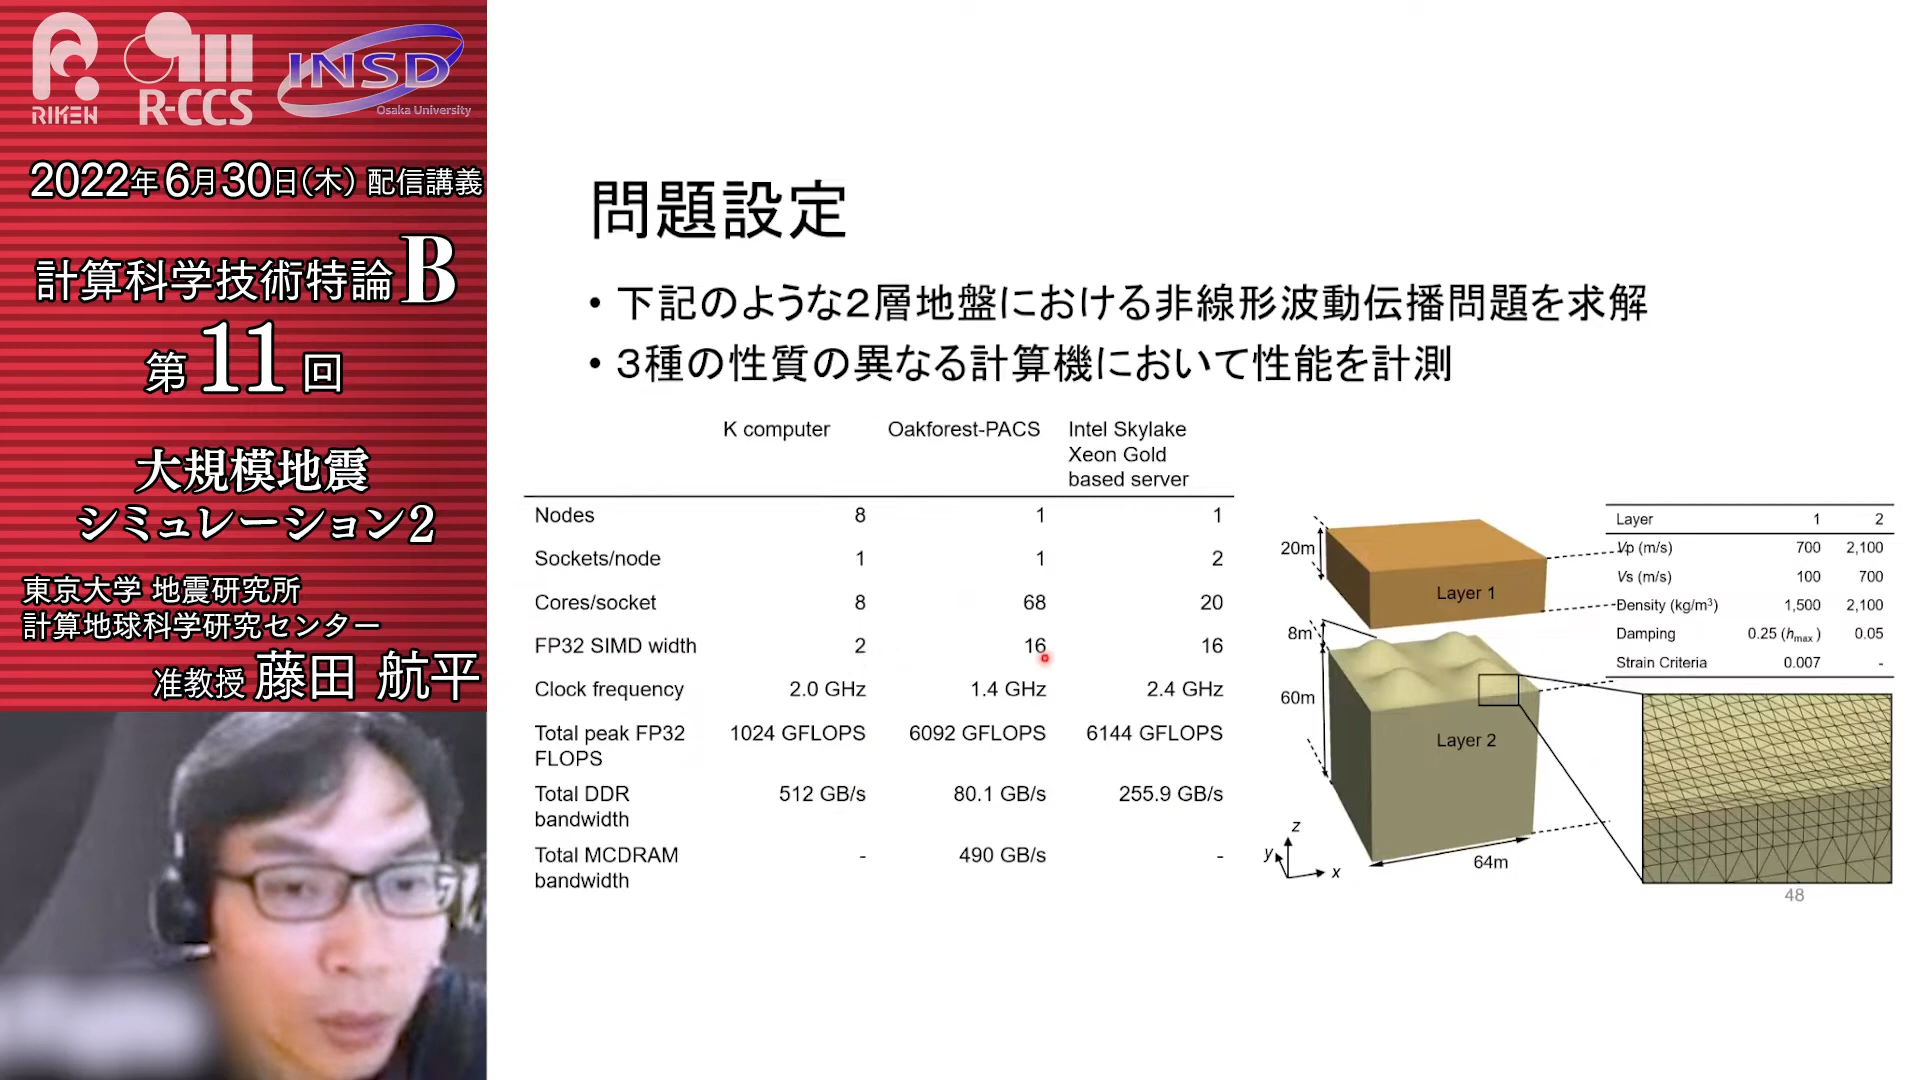 RIKEN
R-CCS
INSD
Osaka University
2022年6月30日(木) 配信講義
計算科学技術特論B
第11回
大規模地震
シミュレーション2
東京大学 地震研究所
計算地球科学研究センター
准教授 藤田 航平
問題設定
• 下記のような2層地盤における非線形波動伝播問題を求解
• 3種の性質の異なる計算機において性能を計測
K computer Oakforest-PACS Intel Skylake
Xeon Gold
based server
Nodes 8 1 1
Sockets/node 1 1 2
Cores/socket 8 68 20
FP32 SIMD width 2 16 16
Clock frequency 2.0 GHz 1.4 GHz 2.4 GHz
Total peak FP32 1024 GFLOPS 6092 GFLOPS 6144 GFLOPS
FLOPS
Total DDR 512 GB/s 80.1 GB/s 255.9 GB/s
bandwidth
Total MCDRAM - 490 GB/s -
bandwidth
20m
Layer 1
8m
60m
Layer 2
64m
z
y
x
Layer 1 2
Vp (m/s) 700 2,100
Vs (m/s) 100 700
Density (kg/m³) 1,500 2,100
Damping 0.25 (hmax) 0.05
Strain Criteria 0.007 -
48